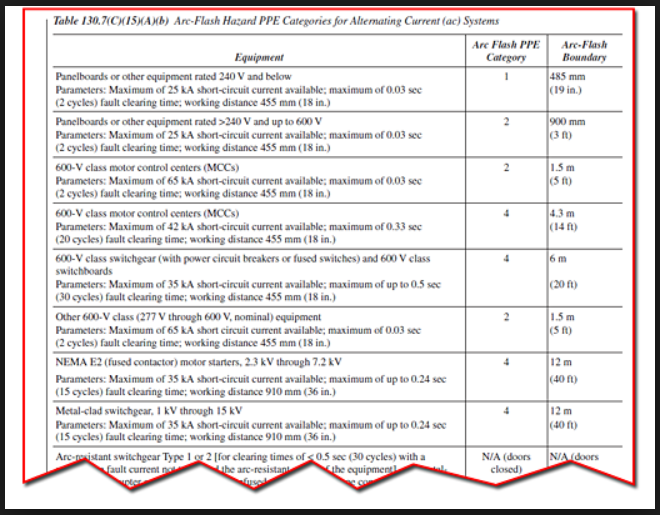 Table 130.7(C)(15)(A)(b) Arc-Flash Hazard PPE Categories for Alternating Current (ac) Systems
Equipment
Arc Flash PPE
Category
Arc-Flash
Boundary
Panelboards or other equipment rated 240 V and below
Parameters: Maximum of 25 kA short-circuit current available; maximum of 0.03 sec
(2 cycles) fault clearing time; working distance 455 mm (18 in.)
1
485 mm
(19 in.)
Panelboards or other equipment rated >240 V and up to 600 V
Parameters: Maximum of 25 kA short-circuit current available; maximum of 0.03 sec
(2 cycles) fault clearing time; working distance 455 mm (18 in.)
2
900 mm
(3 ft)
600-V class motor control centers (MCCs)
Parameters: Maximum of 65 kA short-circuit current available; maximum of 0.03 sec
(2 cycles) fault clearing time; working distance 455 mm (18 in.)
2
1.5 m
(5 ft)
600-V class motor control centers (MCCs)
Parameters: Maximum of 42 kA short-circuit current available; maximum of 0.33 sec
(20 cycles) fault clearing time; working distance 455 mm (18 in.)
4
4.3 m
(14 ft)
600-V class switchgear (with power circuit breakers or fused switches) and 600 V class
switchboards
Parameters: Maximum of 35 kA short-circuit current available; maximum of up to 0.5 sec
(30 cycles) fault clearing time; working distance 455 mm (18 in.)
4
6 m
(20 ft)
Other 600-V class (277 V through 600 V, nominal) equipment
Parameters: Maximum of 65 kA short circuit current available; maximum of 0.03 sec
(2 cycles) fault clearing time; working distance 455 mm (18 in.)
2
1.5 m
(5 ft)
NEMA E2 (fused contactor) motor starters, 2.3 kV through 7.2 kV
Parameters: Maximum of 35 kA short-circuit current available; maximum of up to 0.24 sec
(15 cycles) fault clearing time; working distance 910 mm (36 in.)
4
12 m
(40 ft)
Metal-clad switchgear, 1 kV through 15 kV
Parameters: Maximum of 35 kA short-circuit current available; maximum of up to 0.24 sec
(15 cycles) fault clearing time; working distance 910 mm (36 in.)
4
12 m
(40 ft)
Arc-resistant switchgear Type 1 or 2 [for clearing times of < 0.5 sec (30 cycles) with a
fault current not the arc-resistant the equipment]
N/A (doors
closed)
N/A (doors